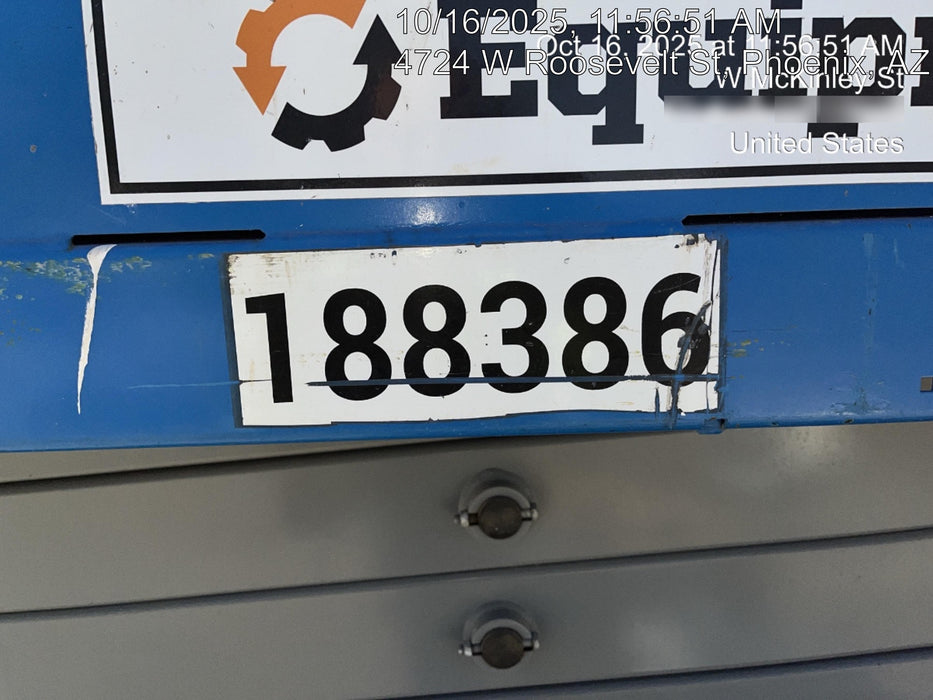 10/16/2025, 11:56:51 AM
Oct 16, 2025 at 11:56:51 AM
4724 W Roosevelt St, Phoenix, AZ
W McKinley St
United States
Equip
188386